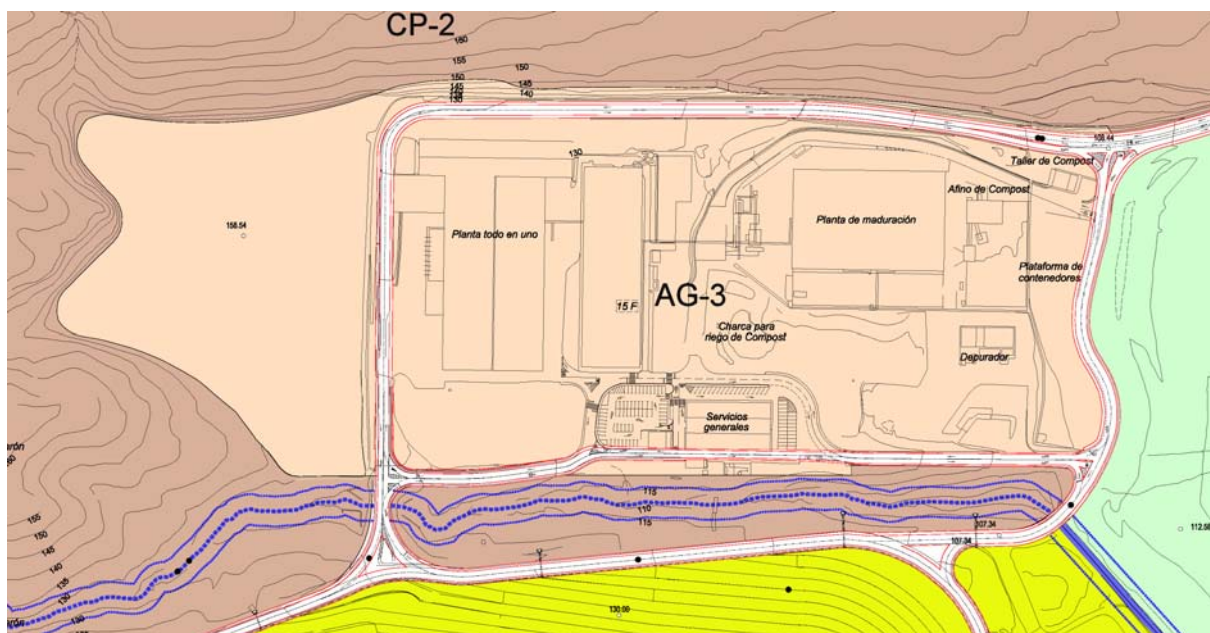 CP-2
160
155
150
150
145
145
140
130
108.44
Taller de Compost
130
Afino de Compost
158.54
Planta todo en uno
Planta de maduración
Plataforma de
contenedores
AG-3
15 F
Charca para
riego de Compost
Depurador
Servicios
generales
115
110
115
107.34
107.34
112.56
155
150
145
140
135
130
130
130.00